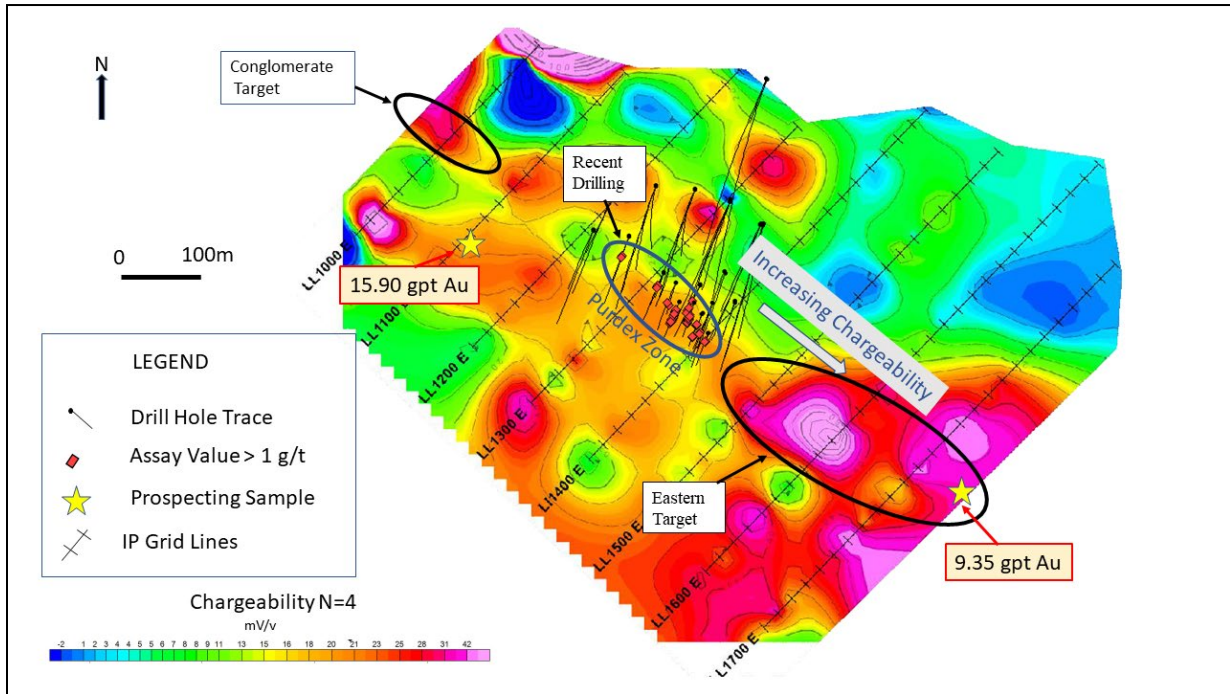 N
Conglomerate
Target
Recent
Drilling
0 100m
15.90 gpt Au
Increasing Chargeability
Purdex Zone
LL1000 E
LL1100 E
LL1200 E
LL1300 E
Ll1400 E
LL1500 E
LL1600 E
LL1700 E
Eastern
Target
9.35 gpt Au
LEGEND
Drill Hole Trace
Assay Value > 1 g/t
Prospecting Sample
IP Grid Lines
Chargeability N=4
mV/v
-2 1 2 3 5 6 8 9 11 13 15 16 18 20 21 23 25 28 31 42